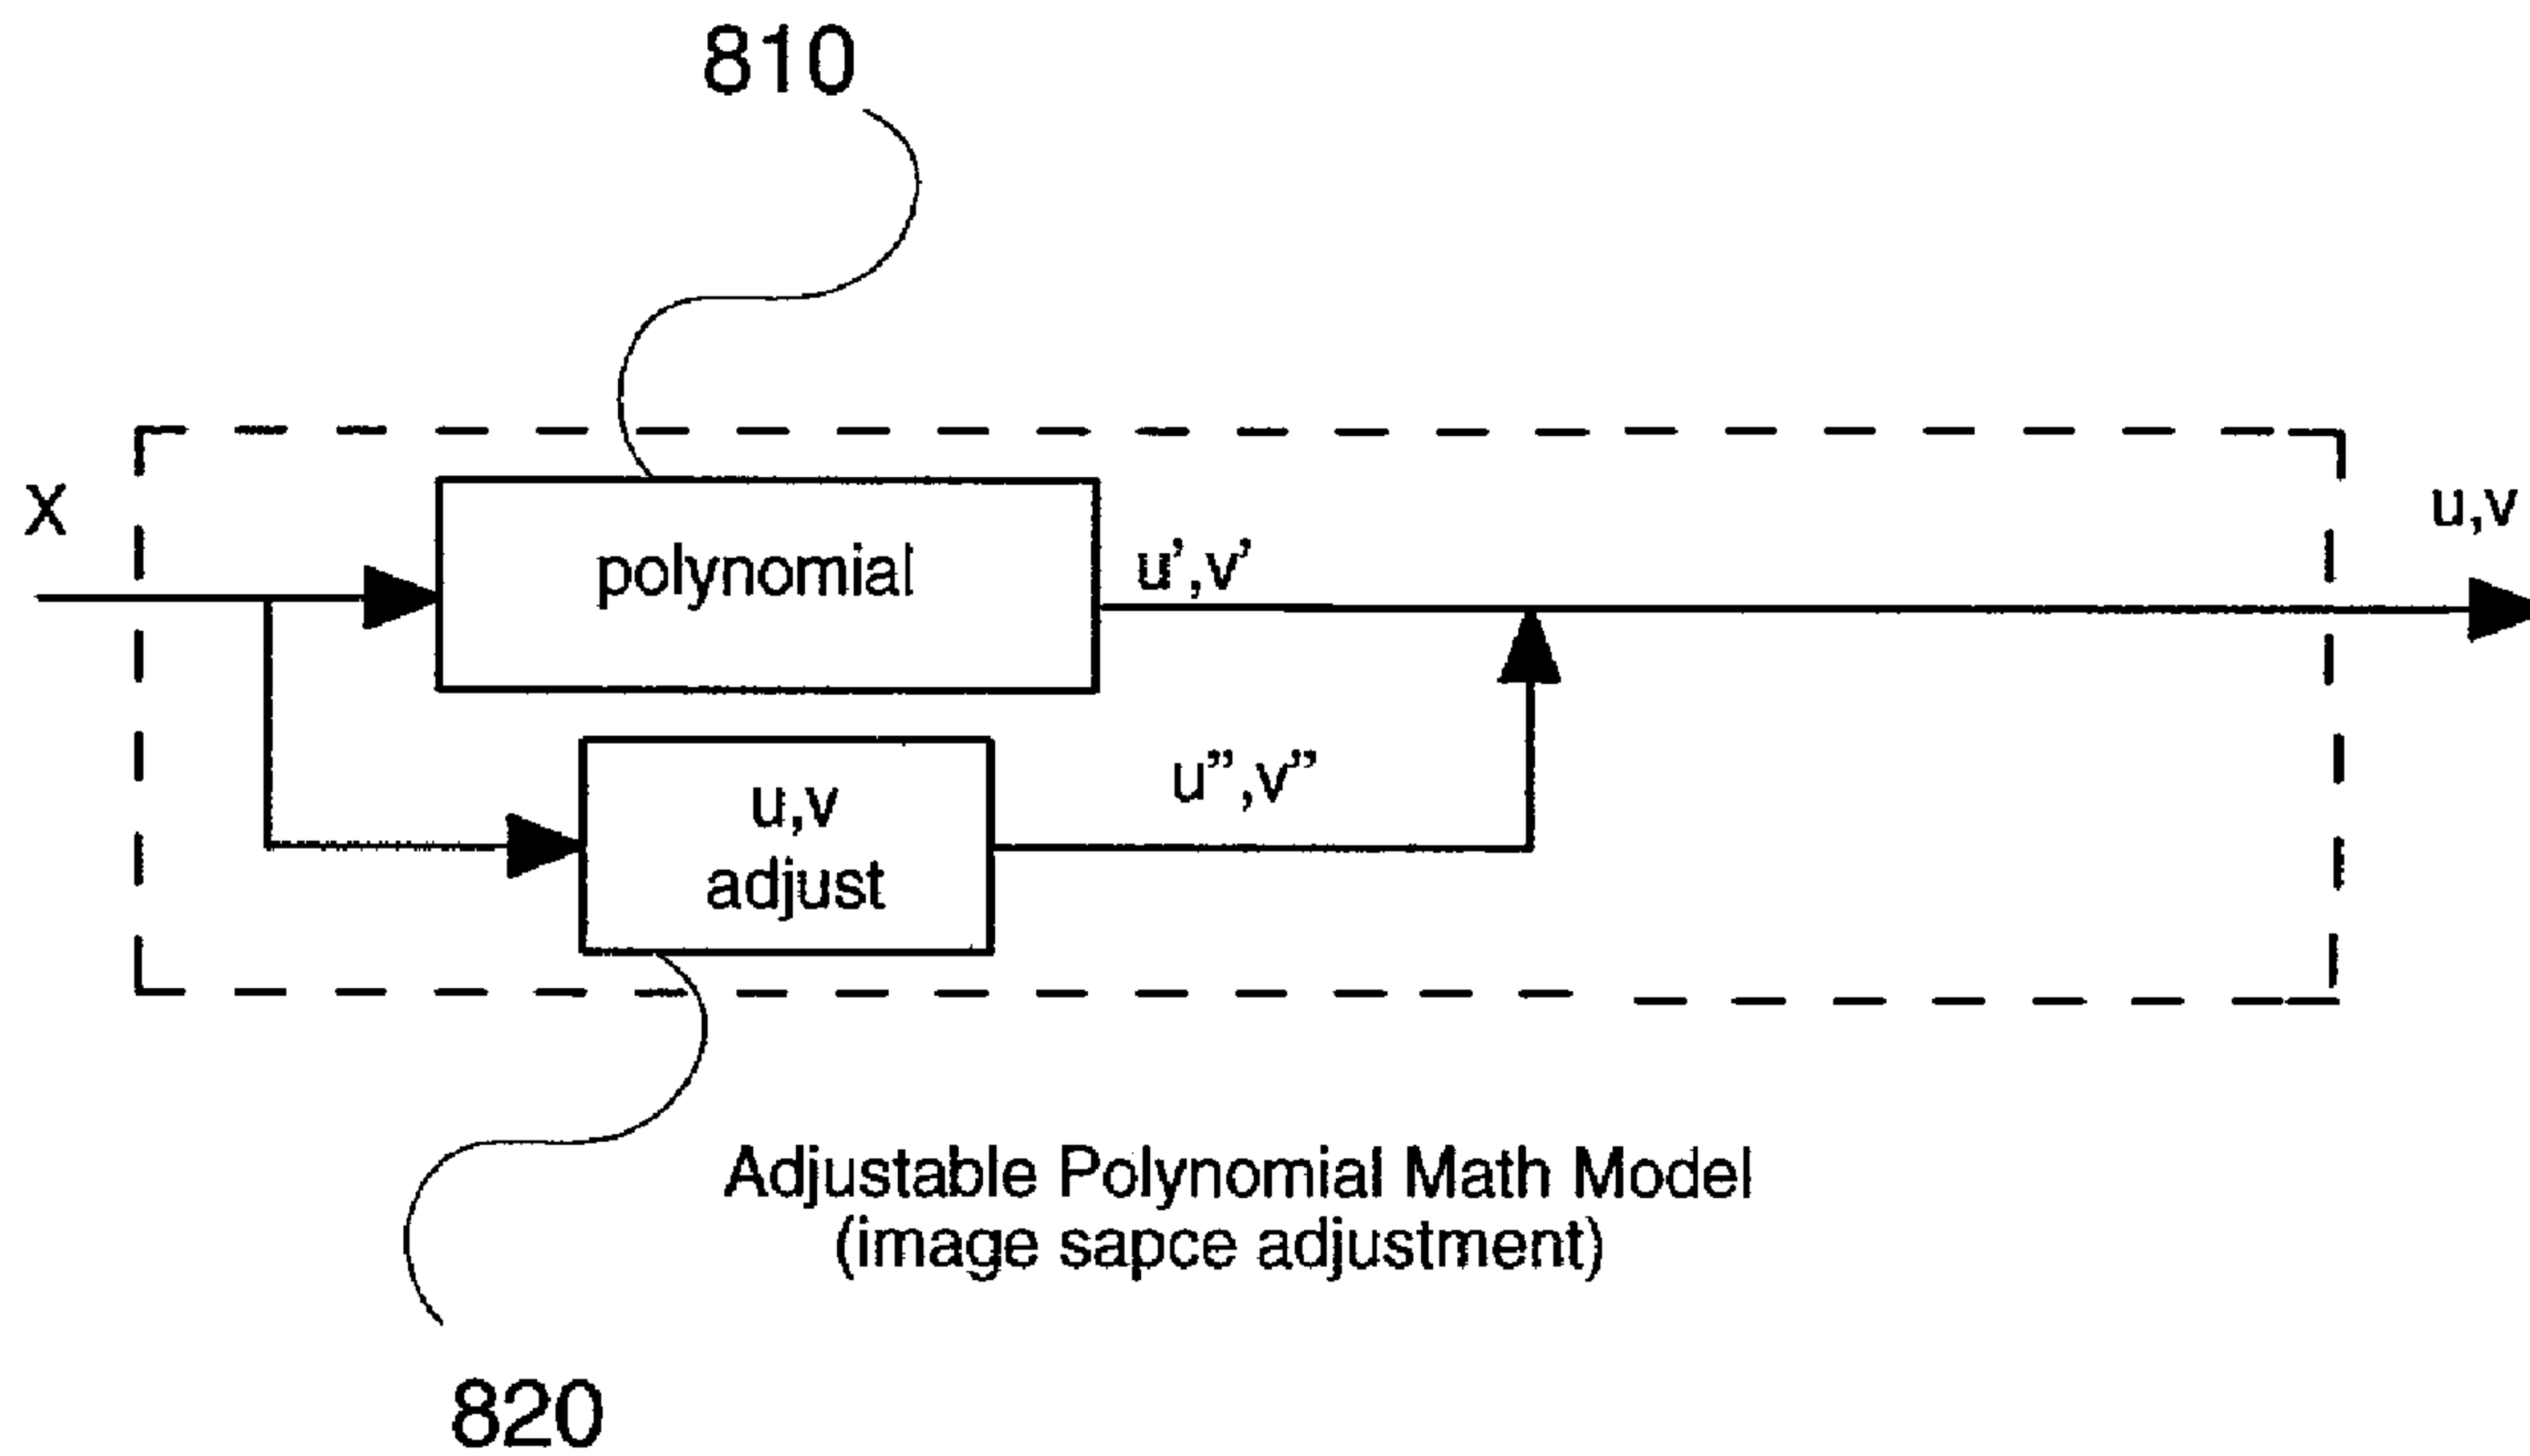 810
x
u,v
polynomial
u’,v’
u”,v”
u,v
adjust
Adjustable Polynomial Math Model
(image sapce adjustment)
820